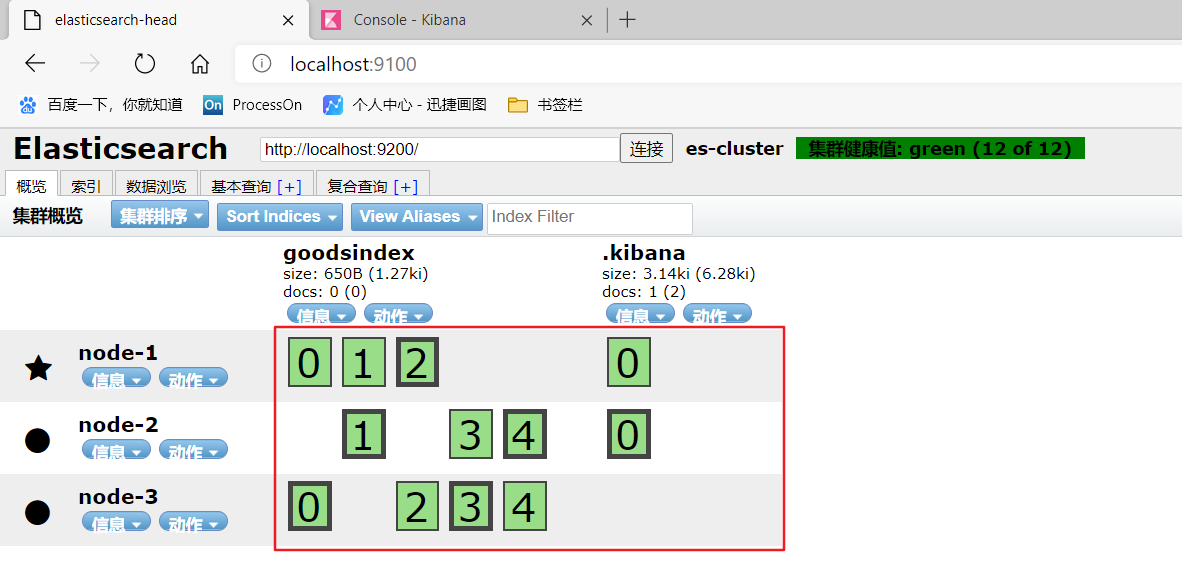 elasticsearch-head
Console - Kibana
localhost:9100
百度一下，你就知道 On ProcessOn 个人中心 - 迅捷画图 书签栏
Elasticsearch http://localhost:9200/ 连接 es-cluster 集群健康值: green (12 of 12)
概览 索引 数据浏览 基本查询 [+] 复合查询 [+]
集群概览 集群排序 Sort Indices View Aliases Index Filter
goodsindex .kibana
size: 650B (1.27ki) size: 3.14ki (6.28ki)
docs: 0 (0) docs: 1 (2)
信息 动作 信息 动作
node-1 0 1 2 0
信息 动作
node-2 1 3 4 0
信息 动作
node-3 0 2 3 4
信息 动作